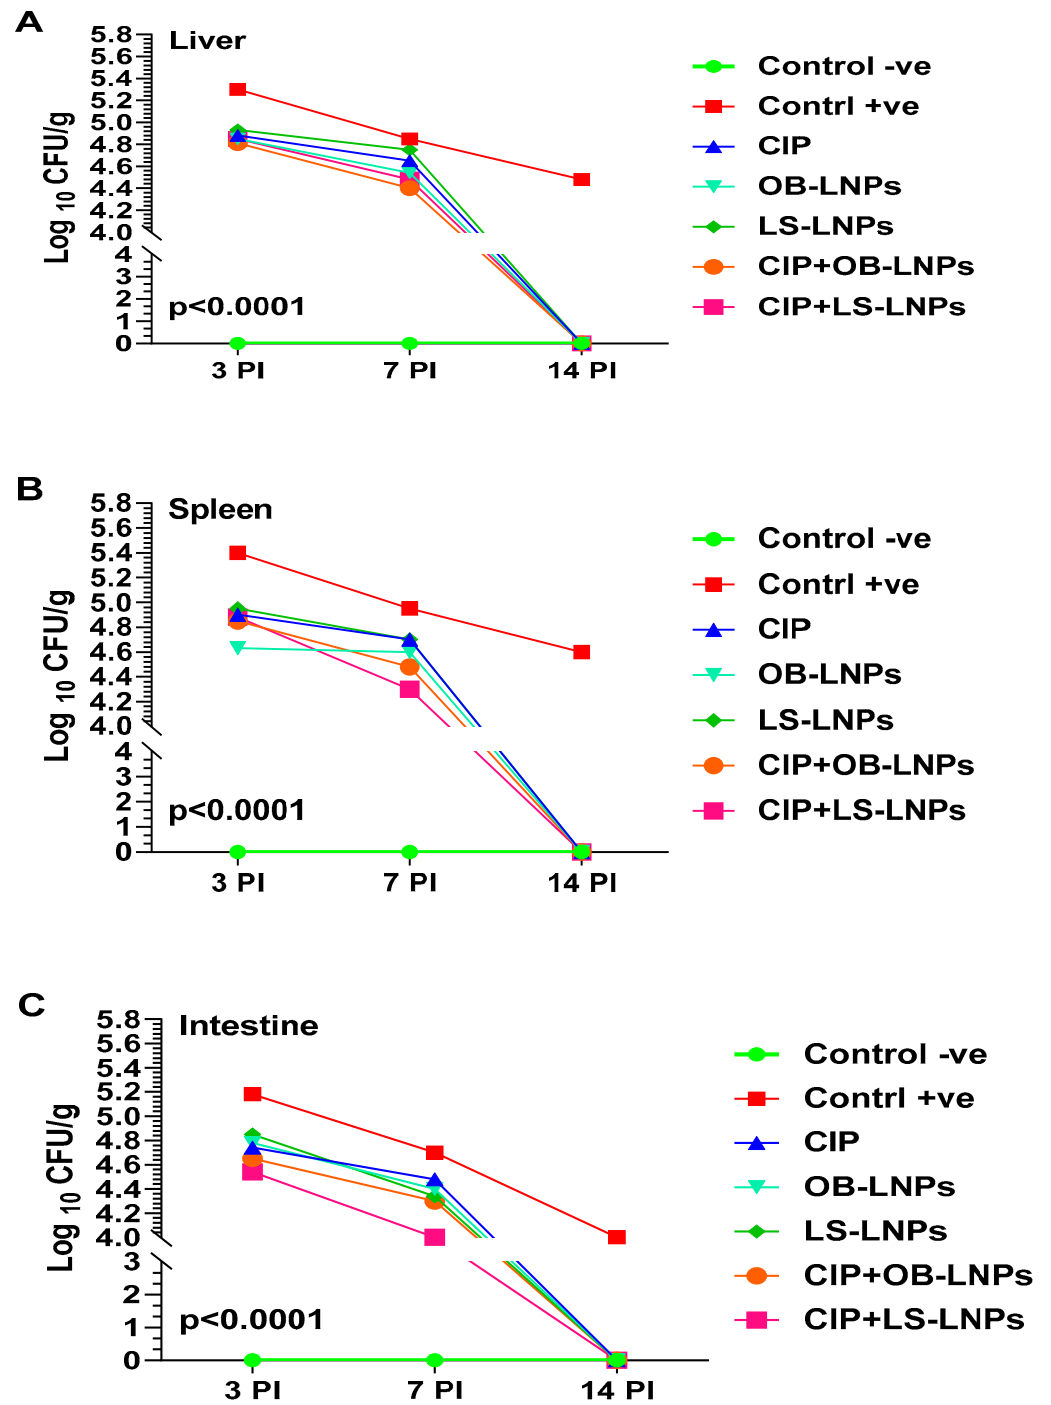 A
Liver
5.8
5.6
5.4
5.2
5.0
4.8
4.6
4.4
4.2
4.0
4
3
2
1
0
Log 10 CFU/g
p<0.0001
3 PI 7 PI 14 PI
Control -ve
Contrl +ve
CIP
OB-LNPs
LS-LNPs
CIP+OB-LNPs
CIP+LS-LNPs
B
Spleen
5.8
5.6
5.4
5.2
5.0
4.8
4.6
4.4
4.2
4.0
4
3
2
1
0
Log 10 CFU/g
p<0.0001
3 PI 7 PI 14 PI
Control -ve
Contrl +ve
CIP
OB-LNPs
LS-LNPs
CIP+OB-LNPs
CIP+LS-LNPs
C
Intestine
5.8
5.6
5.4
5.2
5.0
4.8
4.6
4.4
4.2
4.0
3
2
1
0
Log 10 CFU/g
p<0.0001
3 PI 7 PI 14 PI
Control -ve
Contrl +ve
CIP
OB-LNPs
LS-LNPs
CIP+OB-LNPs
CIP+LS-LNPs